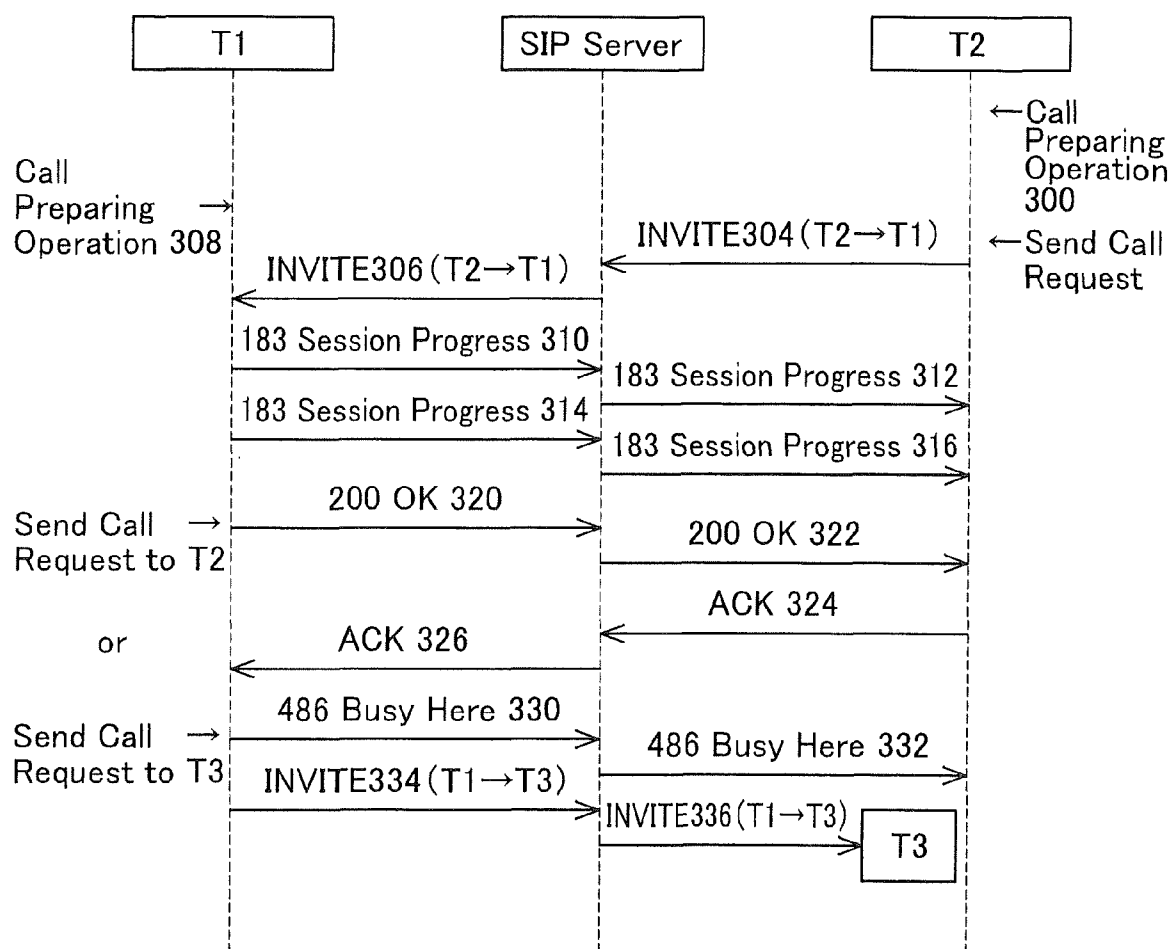 T1
SIP Server
T2
←Call
Preparing
Operation
300
Call
Preparing →
Operation 308
INVITE304(T2→T1)
←Send Call
Request
INVITE306(T2→T1)
183 Session Progress 310
183 Session Progress 312
183 Session Progress 314
183 Session Progress 316
200 OK 320
Send Call →
Request to T2
200 OK 322
ACK 324
or
ACK 326
486 Busy Here 330
Send Call →
Request to T3
486 Busy Here 332
INVITE334(T1→T3)
INVITE336(T1→T3)
T3